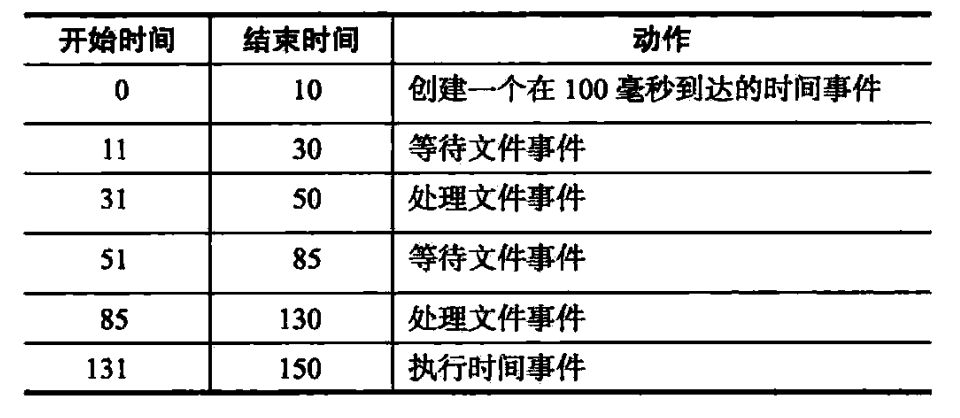 开始时间 结束时间 动作
0 10 创建一个在 100 毫秒到达的时间事件
11 30 等待文件事件
31 50 处理文件事件
51 85 等待文件事件
85 130 处理文件事件
131 150 执行时间事件